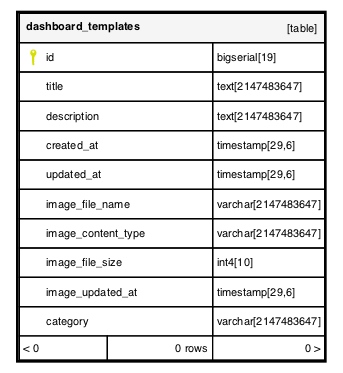 dashboard_templates [table]
id bigserial[19]
title text[2147483647]
description text[2147483647]
created_at timestamp[29,6]
updated_at timestamp[29,6]
image_file_name varchar[2147483647]
image_content_type varchar[2147483647]
image_file_size int4[10]
image_updated_at timestamp[29,6]
category varchar[2147483647]
< 0 0 rows 0 >